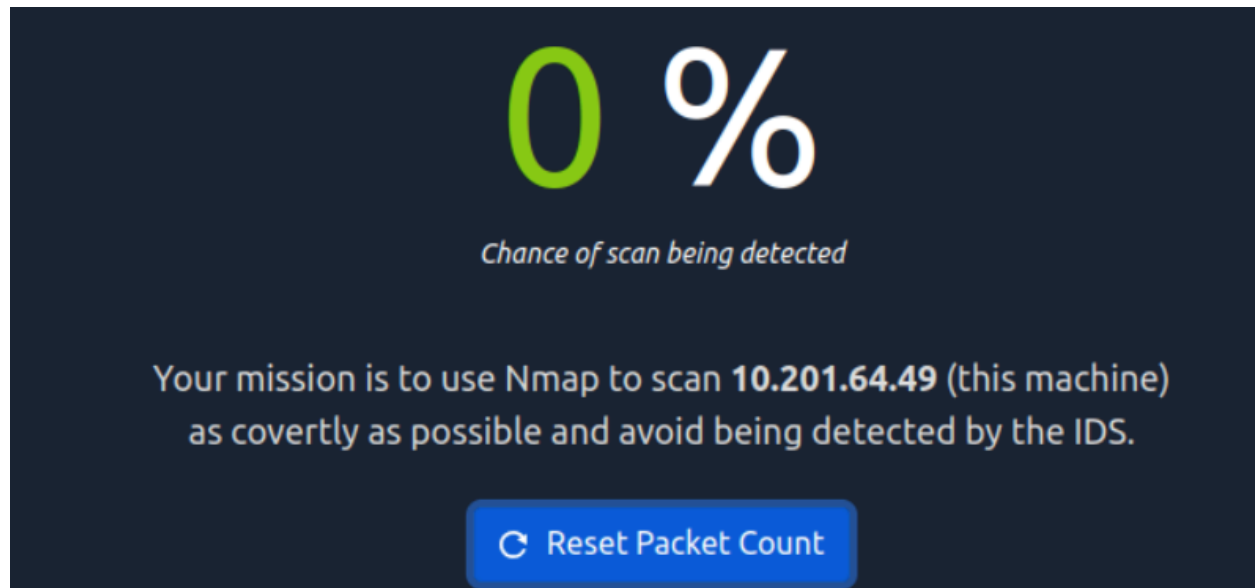 0 %
Chance of scan being detected
Your mission is to use Nmap to scan 10.201.64.49 (this machine)
as covertly as possible and avoid being detected by the IDS.
Reset Packet Count